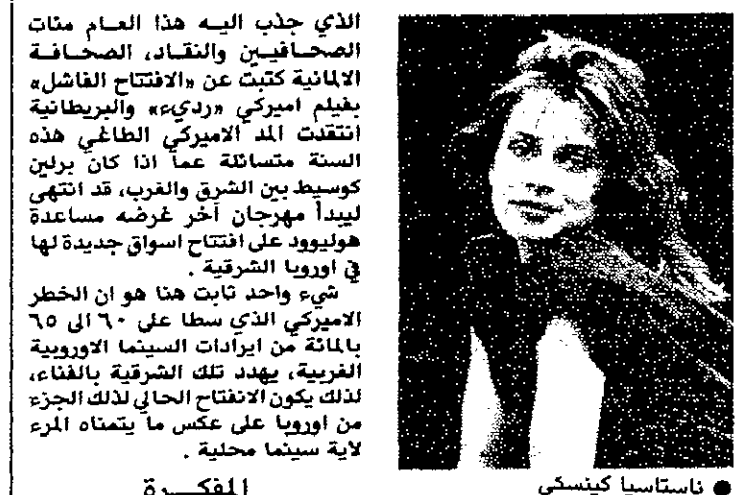 الذي جذب اليه هذا العام مئات
الصحافيين والنقاد، الصحافة
الالمانية كتبت عن «الافتتاح الفاشل»
بفيلم اميركي «رديء» والبريطانية
انتقدت المد الاميركي الطاغي هذه
السنة متسائلة عما اذا كان برلين
كوسيط بين الشرق والغرب، قد انتهى
ليبدأ مهرجان آخر غرضه مساعدة
هوليوود على افتتاح اسواق جديدة لها
في اوروبا الشرقية .
شيء واحد ثابت هنا هو ان الخطر
الاميركي الذي سطا على ٦٠ الى ٦٥
بالمائة من ايرادات السينما الاوروبية
الغربية، يهدد تلك الشرقية بالفناء،
لذلك يكون الانفتاح الحالي لذلك الجزء
من اوروبا على عكس ما يتمناه المرء
لاية سينما محلية .
المفكرة
● ناستاسيا كينسكي